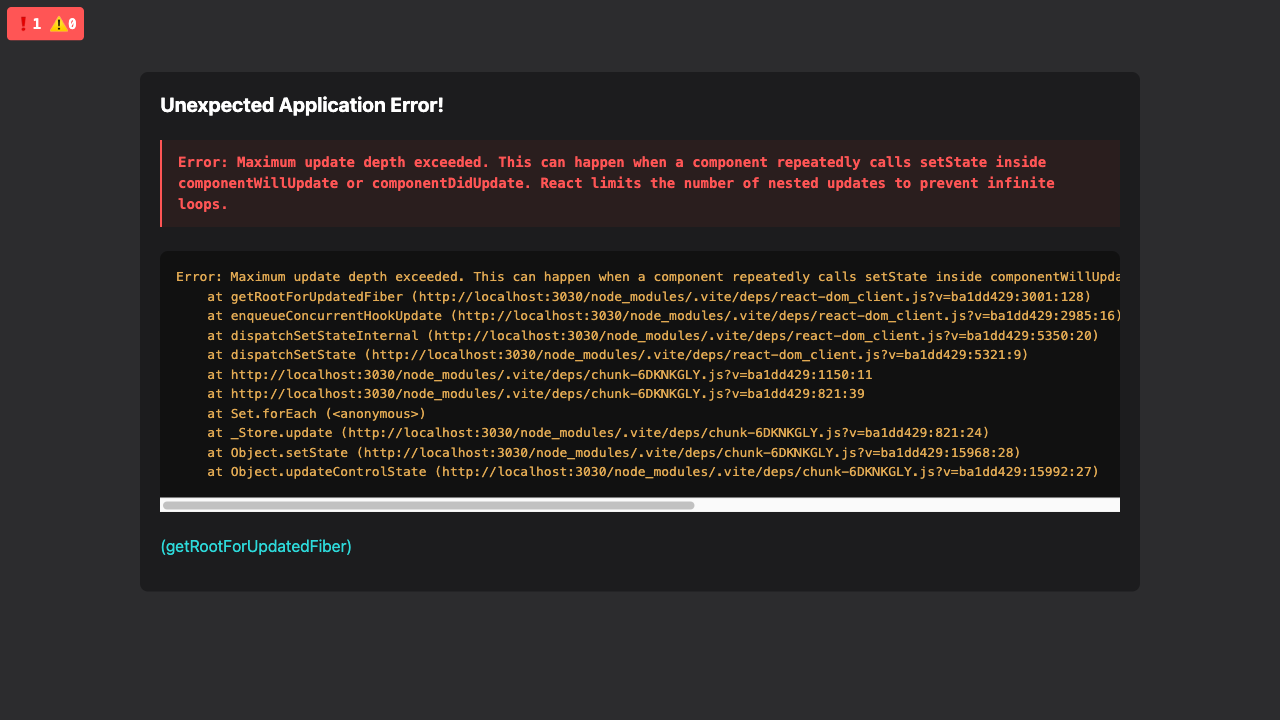 ❗1 ⚠️0
Unexpected Application Error!
Error: Maximum update depth exceeded. This can happen when a component repeatedly calls setState inside
componentWillUpdate or componentDidUpdate. React limits the number of nested updates to prevent infinite
loops.
Error: Maximum update depth exceeded. This can happen when a component repeatedly calls setState inside
    at getRootForUpdatedFiber (http://localhost:3030/node_modules/.vite/deps/react-dom_client.js?v=ba1dd429:3001:128)
    at enqueueConcurrentHookUpdate (http://localhost:3030/node_modules/.vite/deps/react-dom_client.js?v=ba1dd429:2985:16)
    at dispatchSetStateInternal (http://localhost:3030/node_modules/.vite/deps/react-dom_client.js?v=ba1dd429:5350:20)
    at dispatchSetState (http://localhost:3030/node_modules/.vite/deps/react-dom_client.js?v=ba1dd429:5321:9)
    at http://localhost:3030/node_modules/.vite/deps/chunk-6DKNKGLY.js?v=ba1dd429:1150:11
    at http://localhost:3030/node_modules/.vite/deps/chunk-6DKNKGLY.js?v=ba1dd429:821:39
    at Set.forEach (<anonymous>)
    at _Store.update (http://localhost:3030/node_modules/.vite/deps/chunk-6DKNKGLY.js?v=ba1dd429:821:24)
    at Object.setState (http://localhost:3030/node_modules/.vite/deps/chunk-6DKNKGLY.js?v=ba1dd429:15968:28)
    at Object.updateControlState (http://localhost:3030/node_modules/.vite/deps/chunk-6DKNKGLY.js?v=ba1dd429:15992:27)
(getRootForUpdatedFiber)